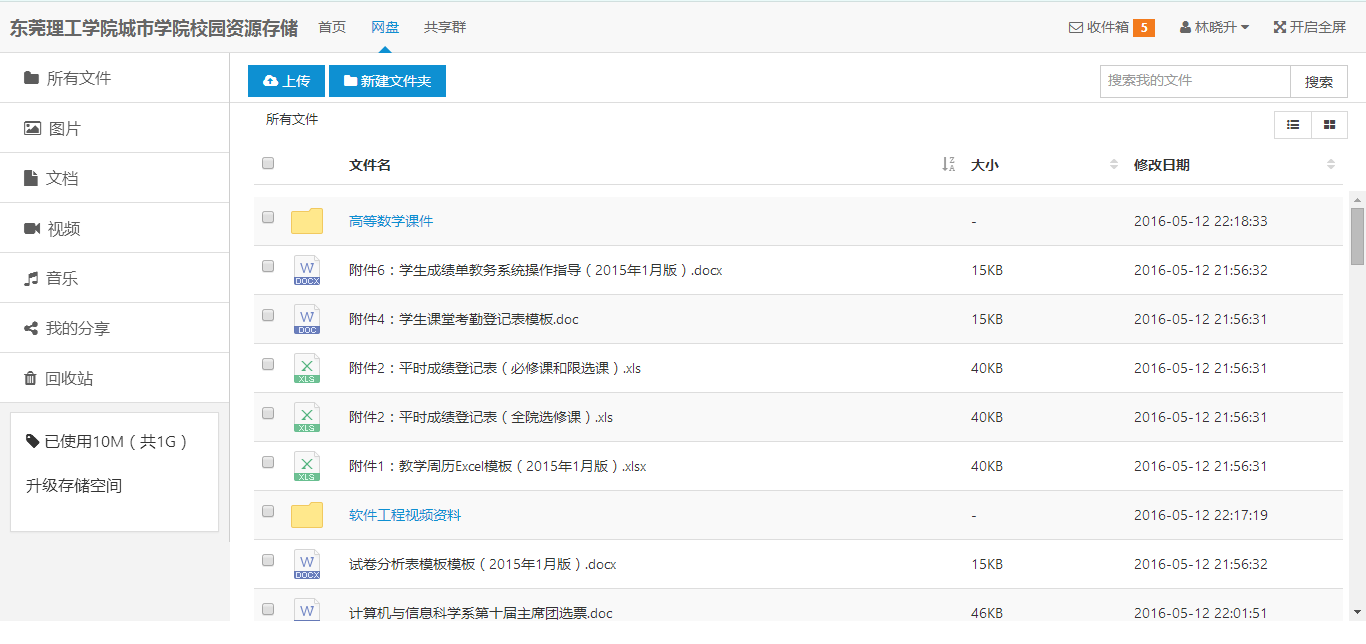 东莞理工学院城市学院校园资源存储 首页 网盘 共享群 收件箱 5 林晓升 开启全屏
所有文件
图片
文档
视频
音乐
我的分享
回收站
已使用10M（共1G）
升级存储空间
上传 新建文件夹 搜索我的文件 搜索
所有文件
文件名 大小 修改日期
高等数学课件 - 2016-05-12 22:18:33
DOCX 附件6：学生成绩单教务系统操作指导（2015年1月版）.docx 15KB 2016-05-12 21:56:32
DOC 附件4：学生课堂考勤登记表模板.doc 15KB 2016-05-12 21:56:31
XLS 附件2：平时成绩登记表（必修课和限选课）.xls 40KB 2016-05-12 21:56:31
XLS 附件2：平时成绩登记表（全院选修课）.xls 40KB 2016-05-12 21:56:31
XLS 附件1：教学周历Excel模板（2015年1月版）.xlsx 40KB 2016-05-12 21:56:31
软件工程视频资料 - 2016-05-12 22:17:19
DOCX 试卷分析表模板模板（2015年1月版）.docx 15KB 2016-05-12 21:56:32
计算机与信息科学系第十届主席团选票.doc 46KB 2016-05-12 22:01:51